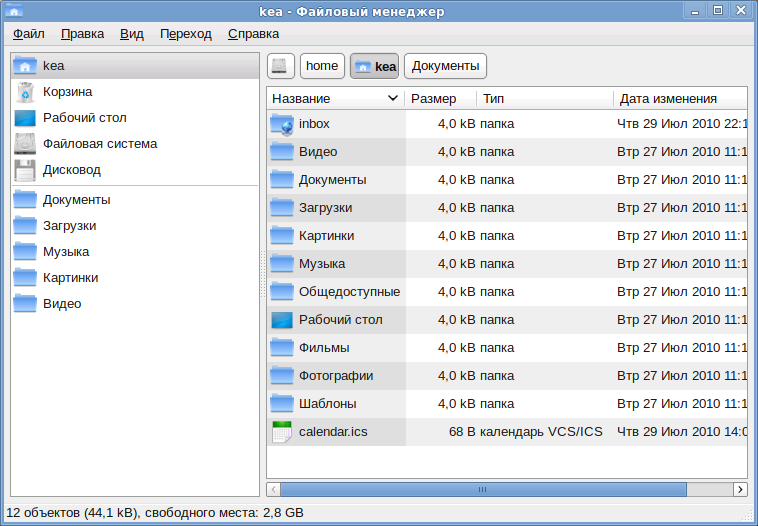 kea - Файловый менеджер
Файл Правка Вид Переход Справка
kea
Корзина
Рабочий стол
Файловая система
Дисковод
Документы
Загрузки
Музыка
Картинки
Видео
home kea Документы
Название Размер Тип Дата изменения
inbox 4,0 kB папка Чтв 29 Июл 2010 22:1
Видео 4,0 kB папка Втр 27 Июл 2010 11:1
Документы 4,0 kB папка Втр 27 Июл 2010 11:1
Загрузки 4,0 kB папка Втр 27 Июл 2010 11:1
Картинки 4,0 kB папка Втр 27 Июл 2010 11:1
Музыка 4,0 kB папка Втр 27 Июл 2010 11:1
Общедоступные 4,0 kB папка Втр 27 Июл 2010 11:1
Рабочий стол 4,0 kB папка Втр 27 Июл 2010 11:1
Фильмы 4,0 kB папка Втр 27 Июл 2010 11:1
Фотографии 4,0 kB папка Втр 27 Июл 2010 11:1
Шаблоны 4,0 kB папка Втр 27 Июл 2010 11:1
calendar.ics 68 B календарь VCS/ICS Чтв 29 Июл 2010 14:0
12 объектов (44,1 kB), свободного места: 2,8 GB